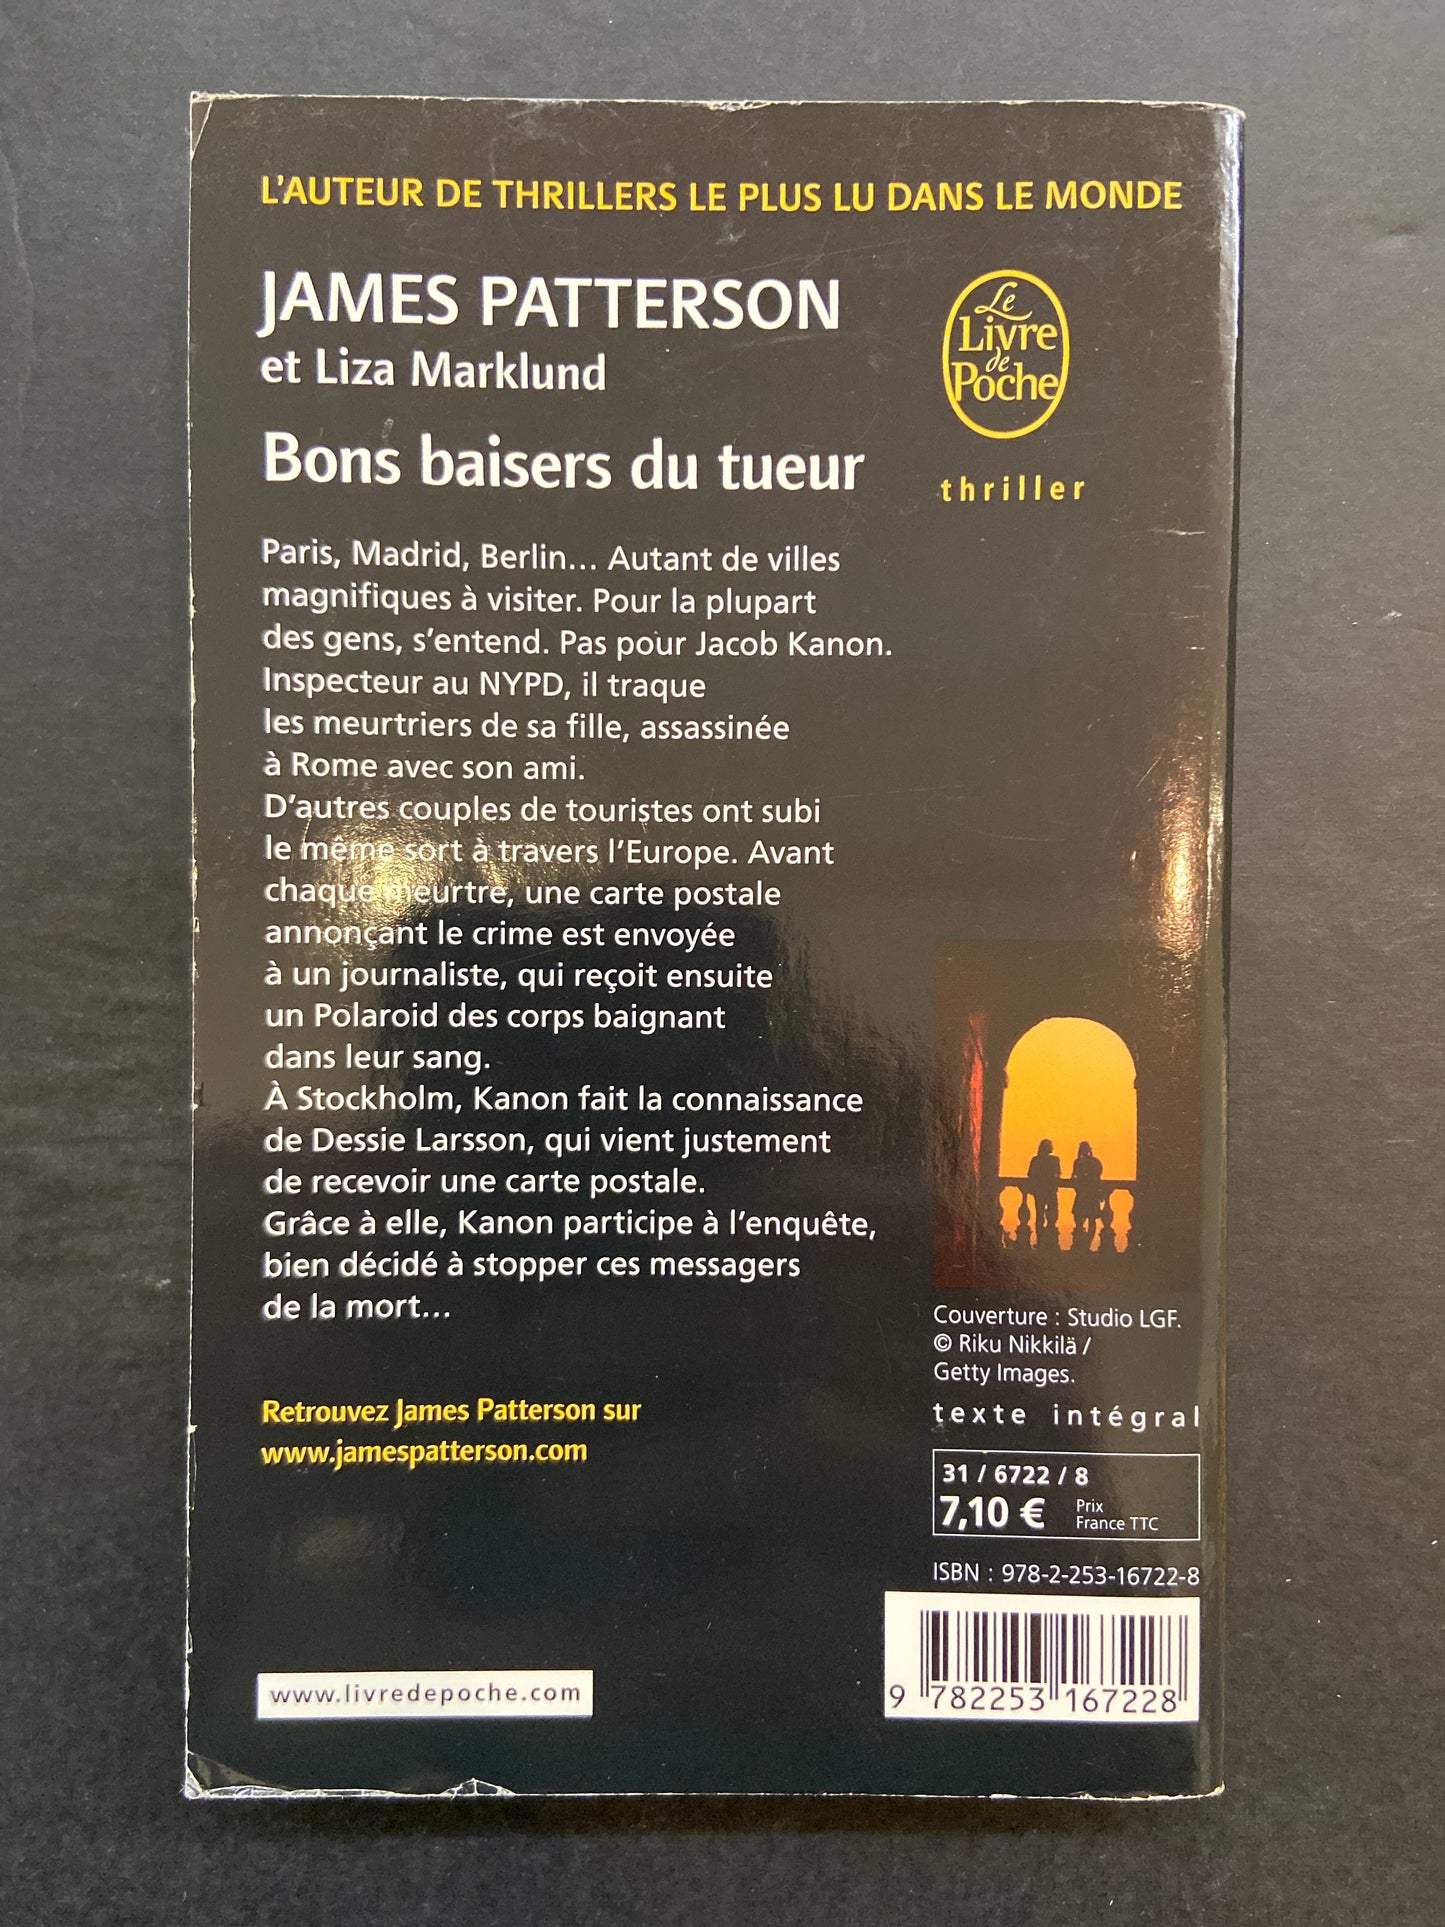 L'AUTEUR DE THRILLERS LE PLUS LU DANS LE MONDE
JAMES PATTERSON
et Liza Marklund
Bons baisers du tueur
Le
Livre
de
Poche
thriller
Paris, Madrid, Berlin... Autant de villes
magnifiques à visiter. Pour la plupart
des gens, s'entend. Pas pour Jacob Kanon.
Inspecteur au NYPD, il traque
les meurtriers de sa fille, assassinée
à Rome avec son ami.
D'autres couples de touristes ont subi
le même sort à travers l'Europe. Avant
chaque meurtre, une carte postale
annonçant le crime est envoyée
à un journaliste, qui reçoit ensuite
un Polaroid des corps baignant
dans leur sang.
À Stockholm, Kanon fait la connaissance
de Dessie Larsson, qui vient justement
de recevoir une carte postale.
Grâce à elle, Kanon participe à l'enquête,
bien décidé à stopper ces messagers
de la mort...
Retrouvez James Patterson sur
www.jamespatterson.com
Couverture : Studio LGF.
© Riku Nikkilä /
Getty Images.
texte intégral
31 / 6722 / 8
7,10 € Prix
France TTC
ISBN : 978-2-253-16722-8
9 782253 167228
www.livredepoche.com